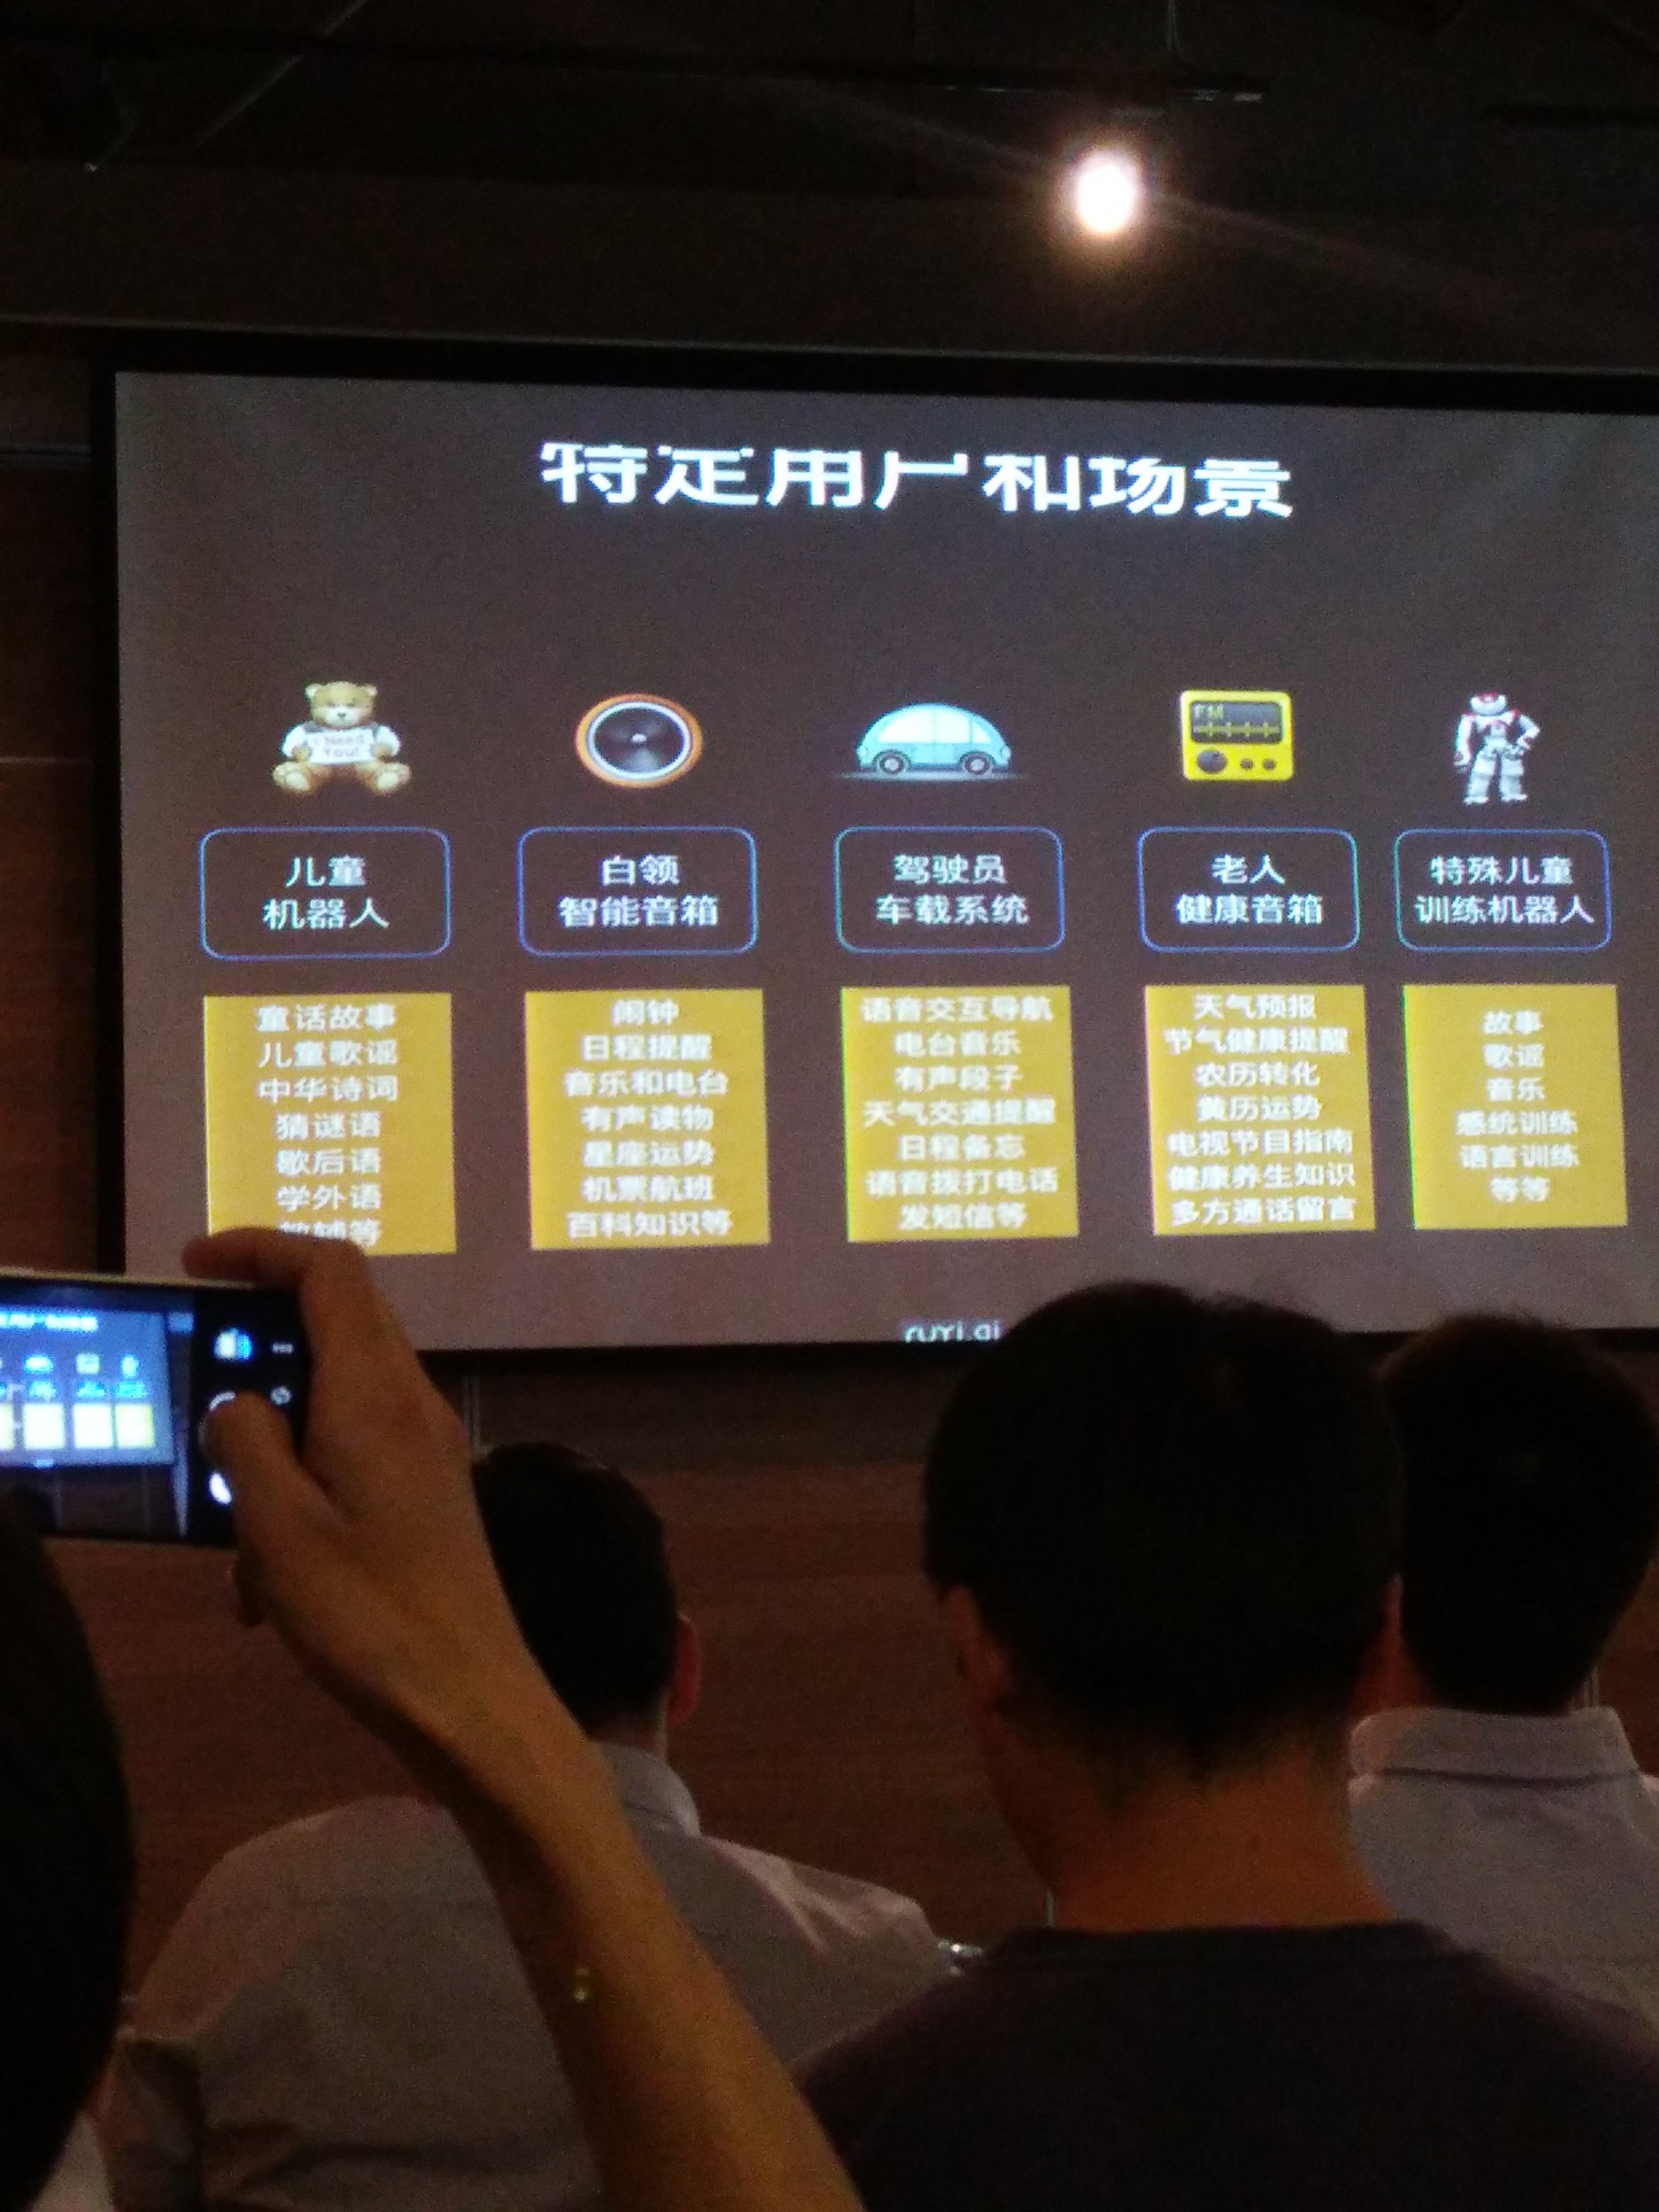 特定用户和场景
I Need
You!
FM
儿童
机器人
白领
智能音箱
驾驶员
车载系统
老人
健康音箱
特殊儿童
训练机器人
童话故事
儿童歌谣
中华诗词
猜谜语
歇后语
学外语
教辅等
闹钟
日程提醒
音乐和电台
有声读物
星座运势
机票航班
百科知识等
语音交互导航
电台音乐
有声段子
天气交通提醒
日程备忘
语音拨打电话
发短信等
天气预报
节气健康提醒
农历转化
黄历运势
电视节目指南
健康养生知识
多方通话留言
故事
歌谣
音乐
感统训练
语言训练
等等
ruyi.ai